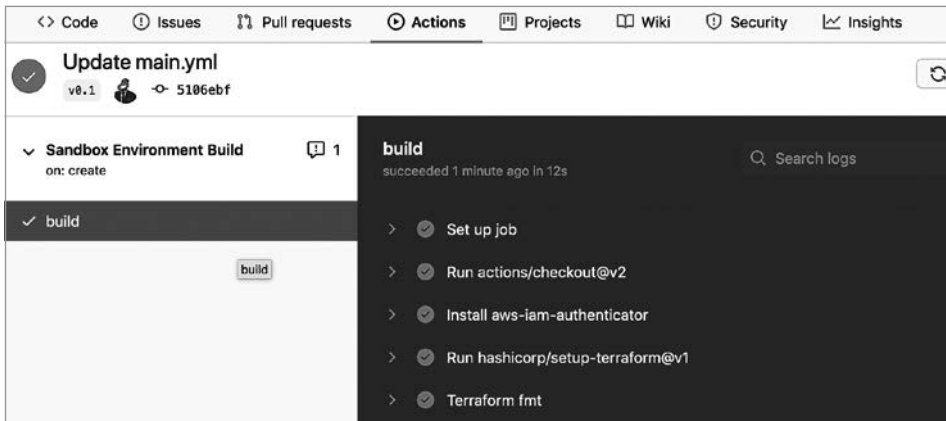 Code Issues Pull requests Actions Projects Wiki Security Insights
Update main.yml
v0.1 5106ebf
Sandbox Environment Build 1
on: create
build
build
build
succeeded 1 minute ago in 12s
Search logs
Set up job
Run actions/checkout@v2
Install aws-iam-authenticator
Run hashicorp/setup-terraform@v1
Terraform fmt